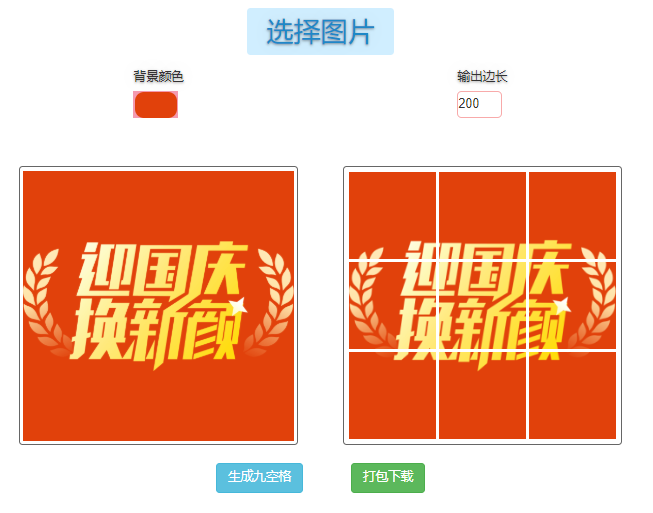 选择图片
背景颜色
输出边长
200
迎国庆
换新颜
迎国庆
换新颜
生成九空格
打包下载